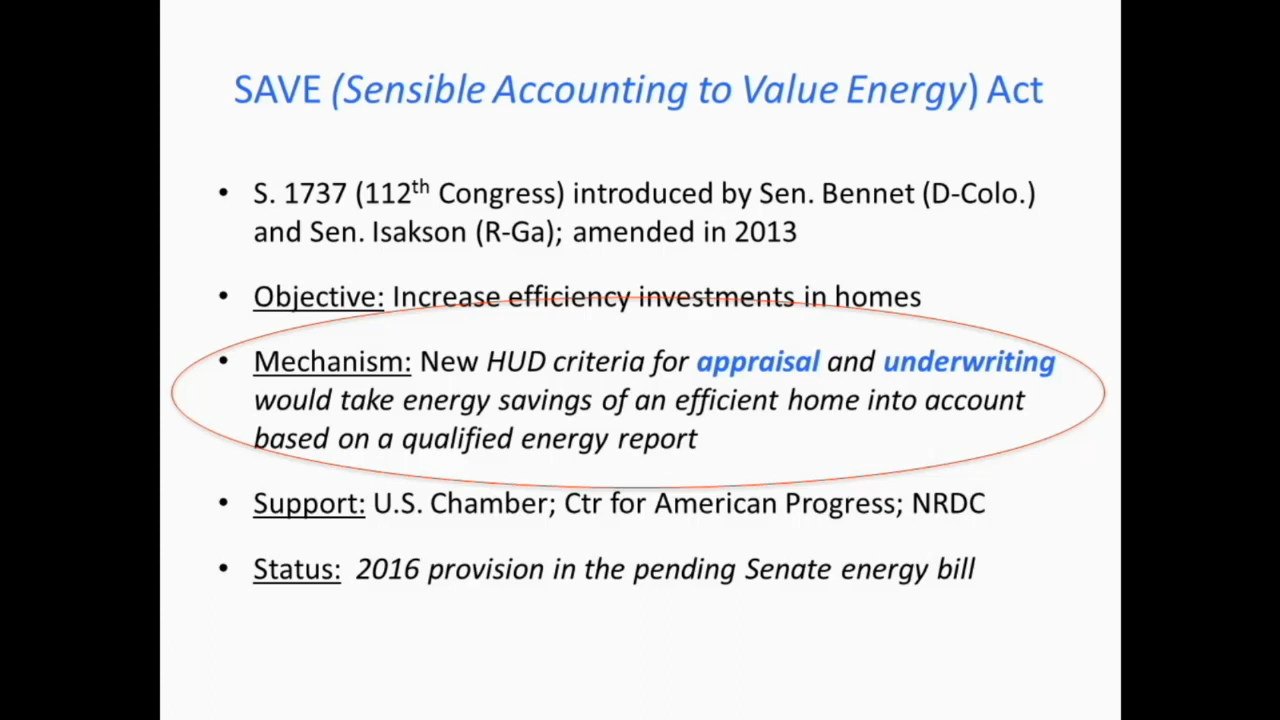 SAVE (Sensible Accounting to Value Energy) Act
• S. 1737 (112th Congress) introduced by Sen. Bennet (D-Colo.)
and Sen. Isakson (R-Ga); amended in 2013
• Objective: Increase efficiency investments in homes
• Mechanism: New HUD criteria for appraisal and underwriting
would take energy savings of an efficient home into account
based on a qualified energy report
• Support: U.S. Chamber; Ctr for American Progress; NRDC
• Status: 2016 provision in the pending Senate energy bill